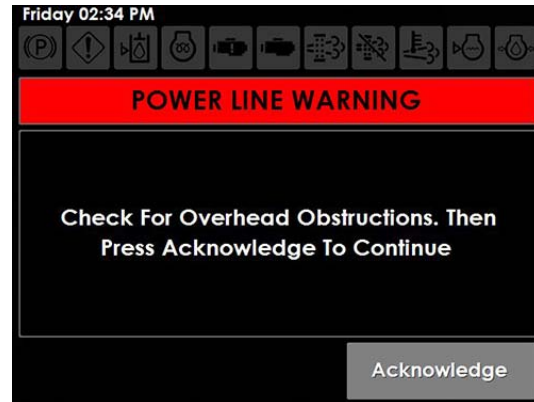 Friday 02:34 PM
POWER LINE WARNING
Check For Overhead Obstructions. Then
Press Acknowledge To Continue
Acknowledge